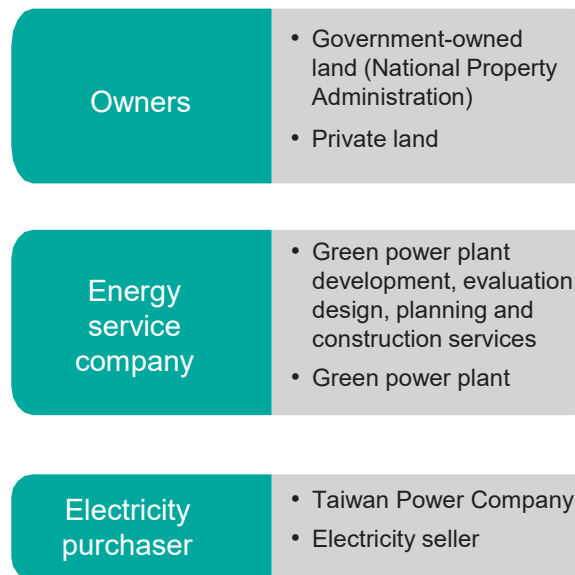 Owners
• Government-owned
land (National Property
Administration)
• Private land
Energy
service
company
• Green power plant
development, evaluation
design, planning and
construction services
• Green power plant
Electricity
purchaser
• Taiwan Power Company
• Electricity seller